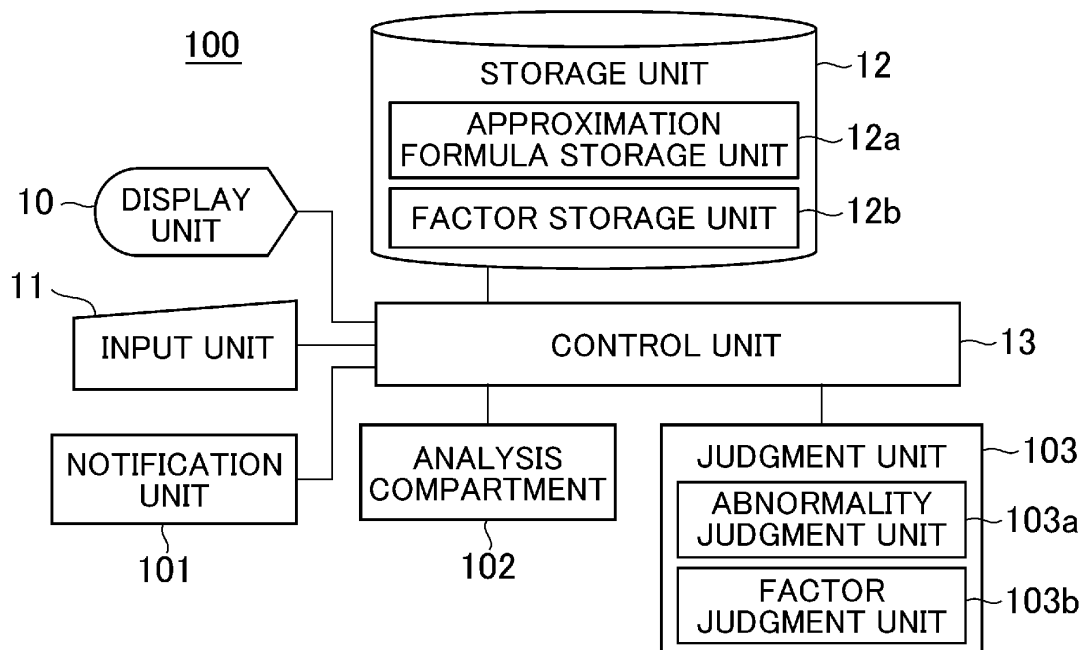 100
STORAGE UNIT
12
APPROXIMATION
FORMULA STORAGE UNIT
12a
FACTOR STORAGE UNIT
12b
10
DISPLAY
UNIT
11
INPUT UNIT
CONTROL UNIT
13
NOTIFICATION
UNIT
101
ANALYSIS
COMPARTMENT
102
JUDGMENT UNIT
103
ABNORMALITY
JUDGMENT UNIT
103a
FACTOR
JUDGMENT UNIT
103b